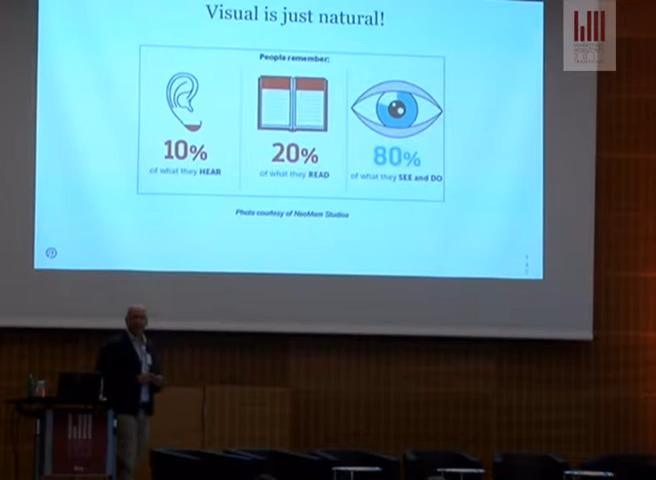 Visual is just natural!
People remember:
10%
of what they HEAR
20%
of what they READ
80%
of what they SEE and DO
Photo courtesy of NeoMam Studios